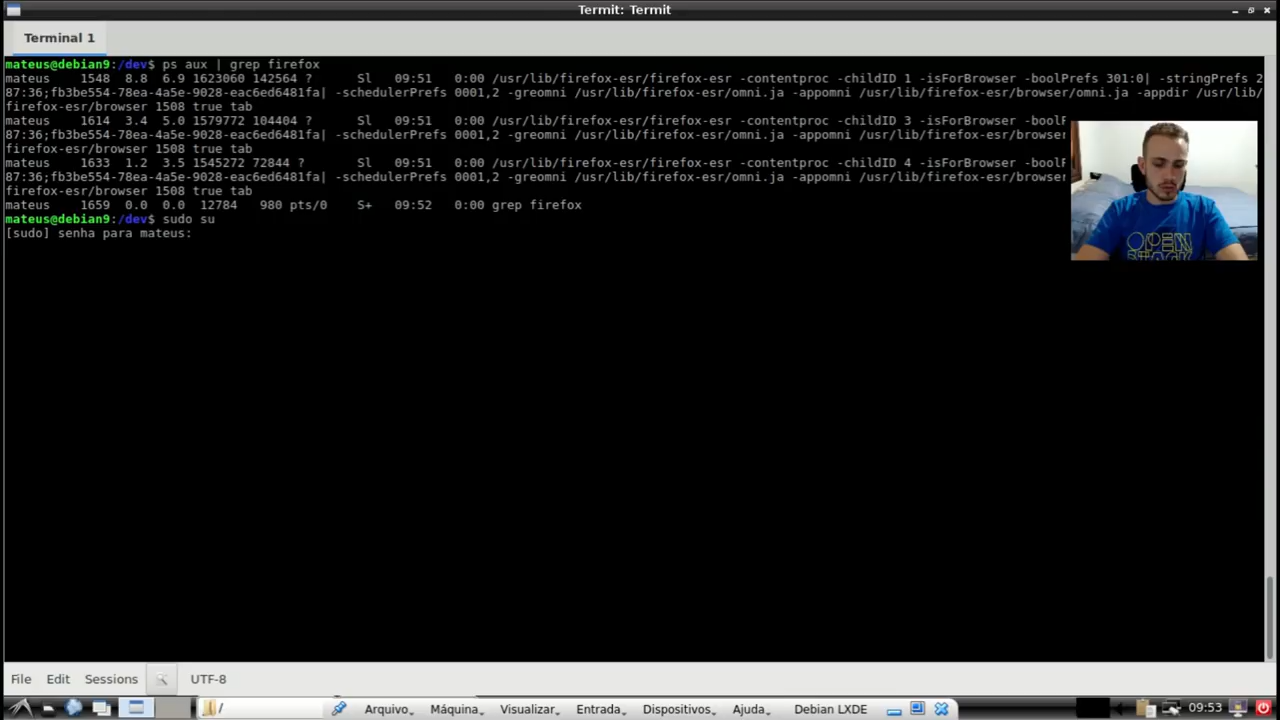 Termit: Termit
Terminal 1
mateus@debian9:/dev$ ps aux | grep firefox
mateus    1548  8.8  6.9 1623060 142564 ?      Sl   09:51   0:00 /usr/lib/firefox-esr/firefox-esr -contentproc -childID 1 -isForBrowser -boolPrefs 301:0| -stringPrefs 2
87:36;fb3be554-78ea-4a5e-9028-eac6ed6481fa| -schedulerPrefs 0001,2 -greomni /usr/lib/firefox-esr/omni.ja -appomni /usr/lib/firefox-esr/browser/omni.ja -appdir /usr/lib/
firefox-esr/browser 1508 true tab
mateus    1614  3.4  5.0 1579772 104404 ?      Sl   09:51   0:00 /usr/lib/firefox-esr/firefox-esr -contentproc -childID 3 -isForBrowser
87:36;fb3be554-78ea-4a5e-9028-eac6ed6481fa| -schedulerPrefs 0001,2 -greomni /usr/lib/firefox-esr/omni.ja -appomni /usr/lib/firefox-esr/browser
firefox-esr/browser 1508 true tab
mateus    1633  1.2  3.5 1545272 72844 ?       Sl   09:51   0:00 /usr/lib/firefox-esr/firefox-esr -contentproc -childID 4 -isForBrowser
87:36;fb3be554-78ea-4a5e-9028-eac6ed6481fa| -schedulerPrefs 0001,2 -greomni /usr/lib/firefox-esr/omni.ja -appomni /usr/lib/firefox-esr/browser
firefox-esr/browser 1508 true tab
mateus    1659  0.0  0.0  12784   980 pts/0    S+   09:52   0:00 grep firefox
mateus@debian9:/dev$ sudo su
[sudo] senha para mateus:
OPEN
STACK
File Edit Sessions UTF-8
/ Arquivo Máquina Visualizar Entrada Dispositivos Ajuda Debian LXDE 09:53